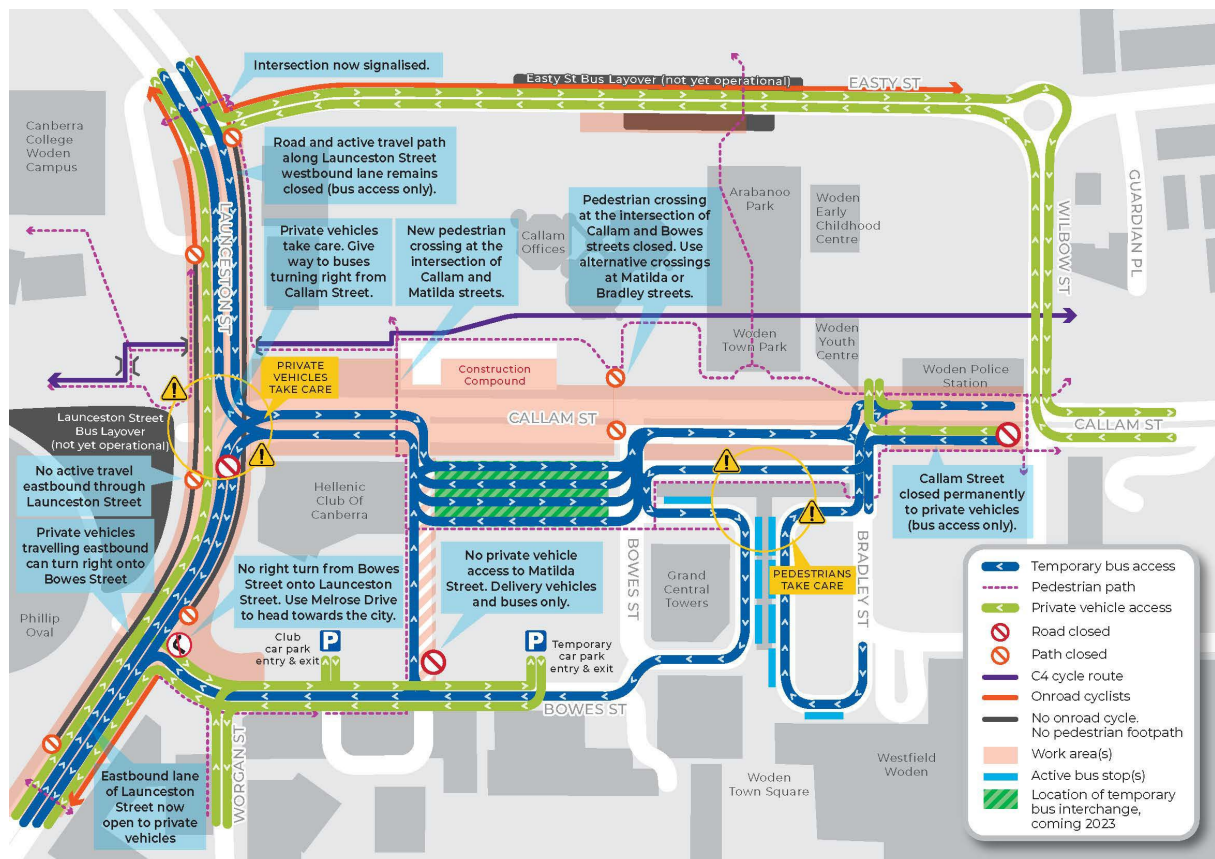 Intersection now signalised.
Easty St Bus Layover (not yet operational)
EASTY ST
Canberra
College
Woden
Campus
Road and active travel path
along Launceston Street
westbound lane remains
closed (bus access only).
LAUNCESTON ST
Private vehicles
take care. Give
way to buses
turning right from
Callam Street.
New pedestrian
crossing at the
intersection of
Callam and
Matilda streets.
Callam
Offices
Pedestrian crossing
at the intersection of
Callam and Bowes
streets closed. Use
alternative crossings
at Matilda or
Bradley streets.
Arabanoo
Park
Woden
Early
Childhood
Centre
WILBOW ST
GUARDIAN PL
Woden
Town Park
Woden
Youth
Centre
Woden Police
Station
PRIVATE
VEHICLES
TAKE CARE
Construction
Compound
CALLAM ST
CALLAM ST
Launceston Street
Bus Layover
(not yet operational)
No active travel
eastbound through
Launceston Street
Hellenic
Club Of
Canberra
Callam Street
closed permanently
to private vehicles
(bus access only).
Private vehicles
travelling eastbound
can turn right onto
Bowes Street
No right turn from Bowes
Street onto Launceston
Street. Use Melrose Drive
to head towards the city.
No private vehicle
access to Matilda
Street. Delivery vehicles
and buses only.
BOWES ST
Grand
Central
Towers
PEDESTRIANS
TAKE CARE
BRADLEY ST
Phillip
Oval
P
Club
car park
entry & exit
P
Temporary
car park
entry & exit
BOWES ST
WORGAN ST
Eastbound lane
of Launceston
Street now
open to private
vehicles
Woden
Town Square
Westfield
Woden
Temporary bus access
Pedestrian path
Private vehicle access
Road closed
Path closed
C4 cycle route
Onroad cyclists
No onroad cycle.
No pedestrian footpath
Work area(s)
Active bus stop(s)
Location of temporary
bus interchange,
coming 2023